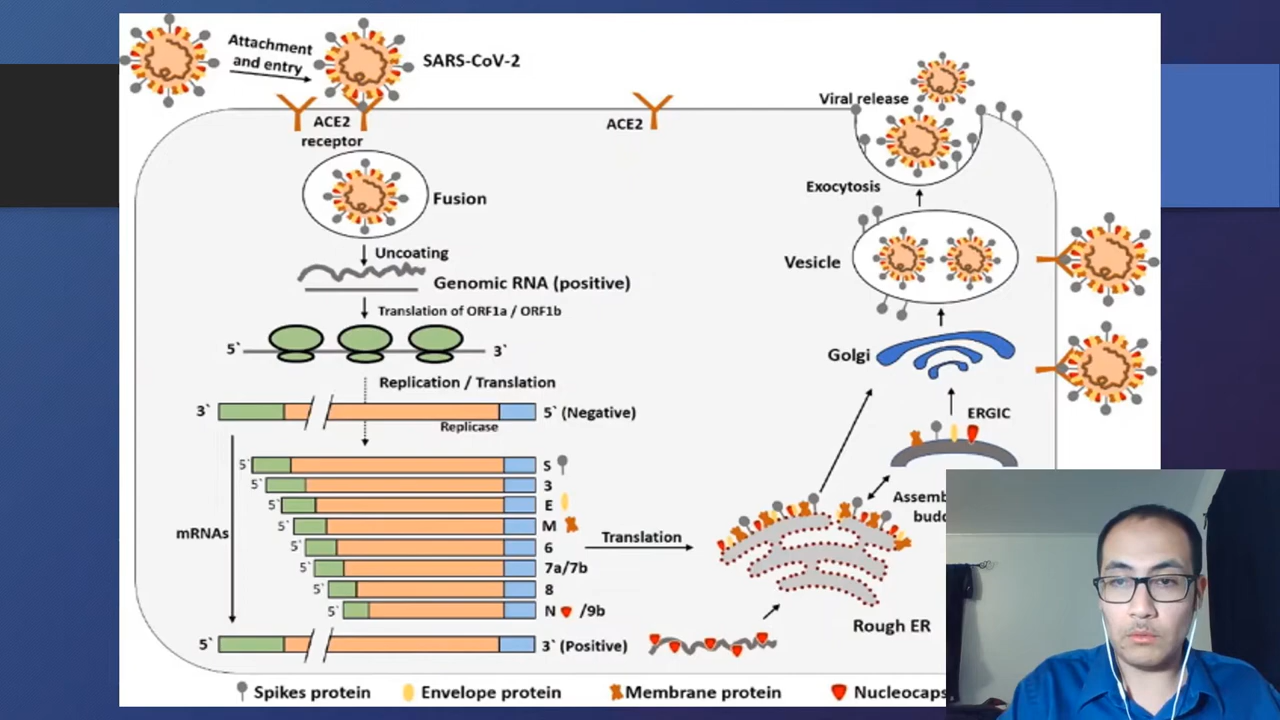 Attachment
and entry
SARS-CoV-2
ACE2
receptor
ACE2
Viral release
Exocytosis
Fusion
Uncoating
Genomic RNA (positive)
Translation of ORF1a / ORF1b
5` 3`
Replication / Translation
3` 5` (Negative)
Replicase
mRNAs
5` S
5` 3
5` E
5` M
5` 6
5` 7a/7b
5` 8
5` N /9b
5` 3` (Positive)
Translation
Vesicle
Golgi
ERGIC
Rough ER
Spikes protein
Envelope protein
Membrane protein